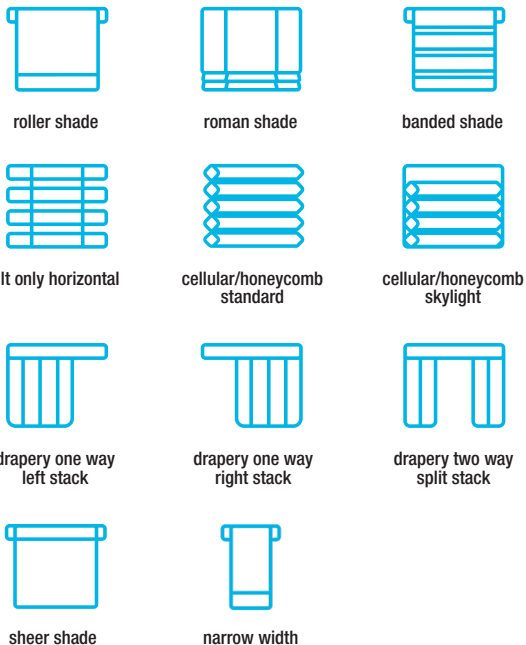 roller shade
roman shade
banded shade
lt only horizontal
cellular/honeycomb
standard
cellular/honeycomb
skylight
drapery one way
left stack
drapery one way
right stack
drapery two way
split stack
sheer shade
narrow width